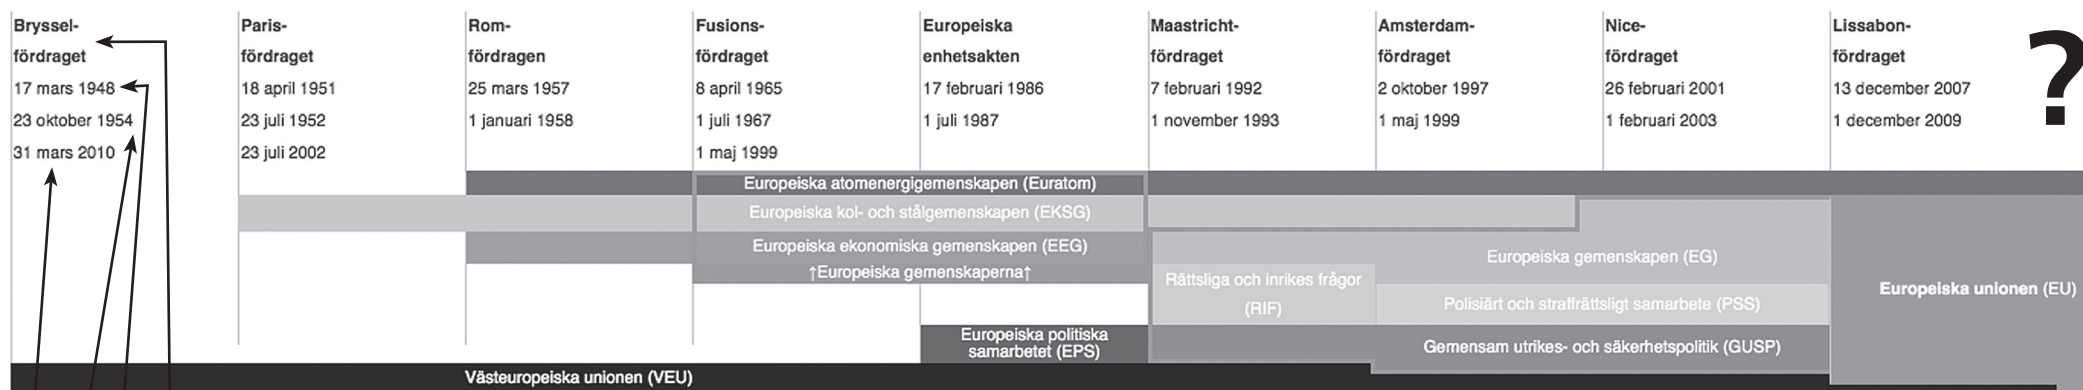 Bryssel-
fördraget
17 mars 1948
23 oktober 1954
31 mars 2010
Paris-
fördraget
18 april 1951
23 juli 1952
23 juli 2002
Rom-
fördragen
25 mars 1957
1 januari 1958
Fusions-
fördraget
8 april 1965
1 juli 1967
1 maj 1999
Europeiska
enhetsakten
17 februari 1986
1 juli 1987
Maastricht-
fördraget
7 februari 1992
1 november 1993
Amsterdam-
fördraget
2 oktober 1997
1 maj 1999
Nice-
fördraget
26 februari 2001
1 februari 2003
Lissabon-
fördraget
13 december 2007
1 december 2009
?
Europeiska atomenergigemenskapen (Euratom)
Europeiska kol- och stålgemenskapen (EKSG)
Europeiska ekonomiska gemenskapen (EEG)
↑Europeiska gemenskaperna↑
Europeiska gemenskapen (EG)
Rättsliga och inrikes frågor
(RIF)
Polisiärt och straffrättsligt samarbete (PSS)
Europeiska unionen (EU)
Europeiska politiska
samarbetet (EPS)
Gemensam utrikes- och säkerhetspolitik (GUSP)
Västeuropeiska unionen (VEU)